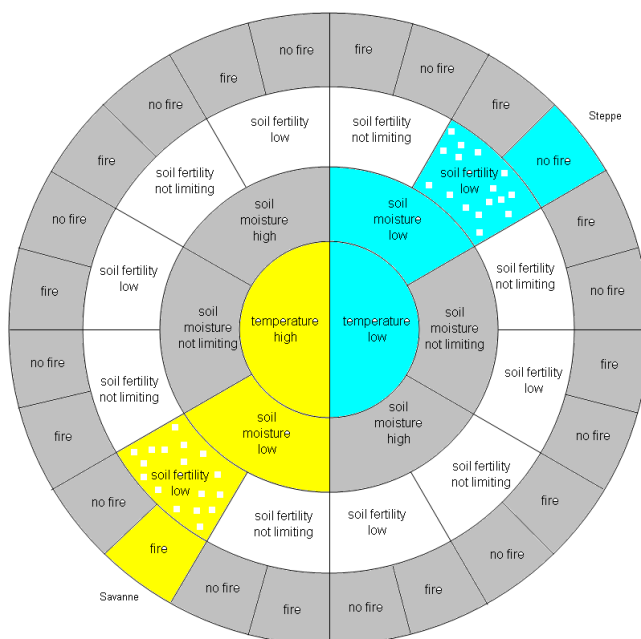 fire
no fire
fire
Steppe
no fire
fire
no fire
fire
no fire
fire
no fire
fire
no fire
fire
no fire
fire
Savanne
no fire
fire
no fire
fire
no fire
fire
no fire
fire
no fire
soil fertility
not limiting
soil fertility
low
soil fertility
not limiting
soil fertility
low
soil fertility
not limiting
soil fertility
low
soil fertility
not limiting
soil fertility
low
soil fertility
not limiting
soil fertility
low
soil fertility
not limiting
soil fertility
low
soil
moisture
low
soil
moisture
not limiting
soil
moisture
high
soil
moisture
low
soil
moisture
not limiting
soil
moisture
high
temperature
high
temperature
low